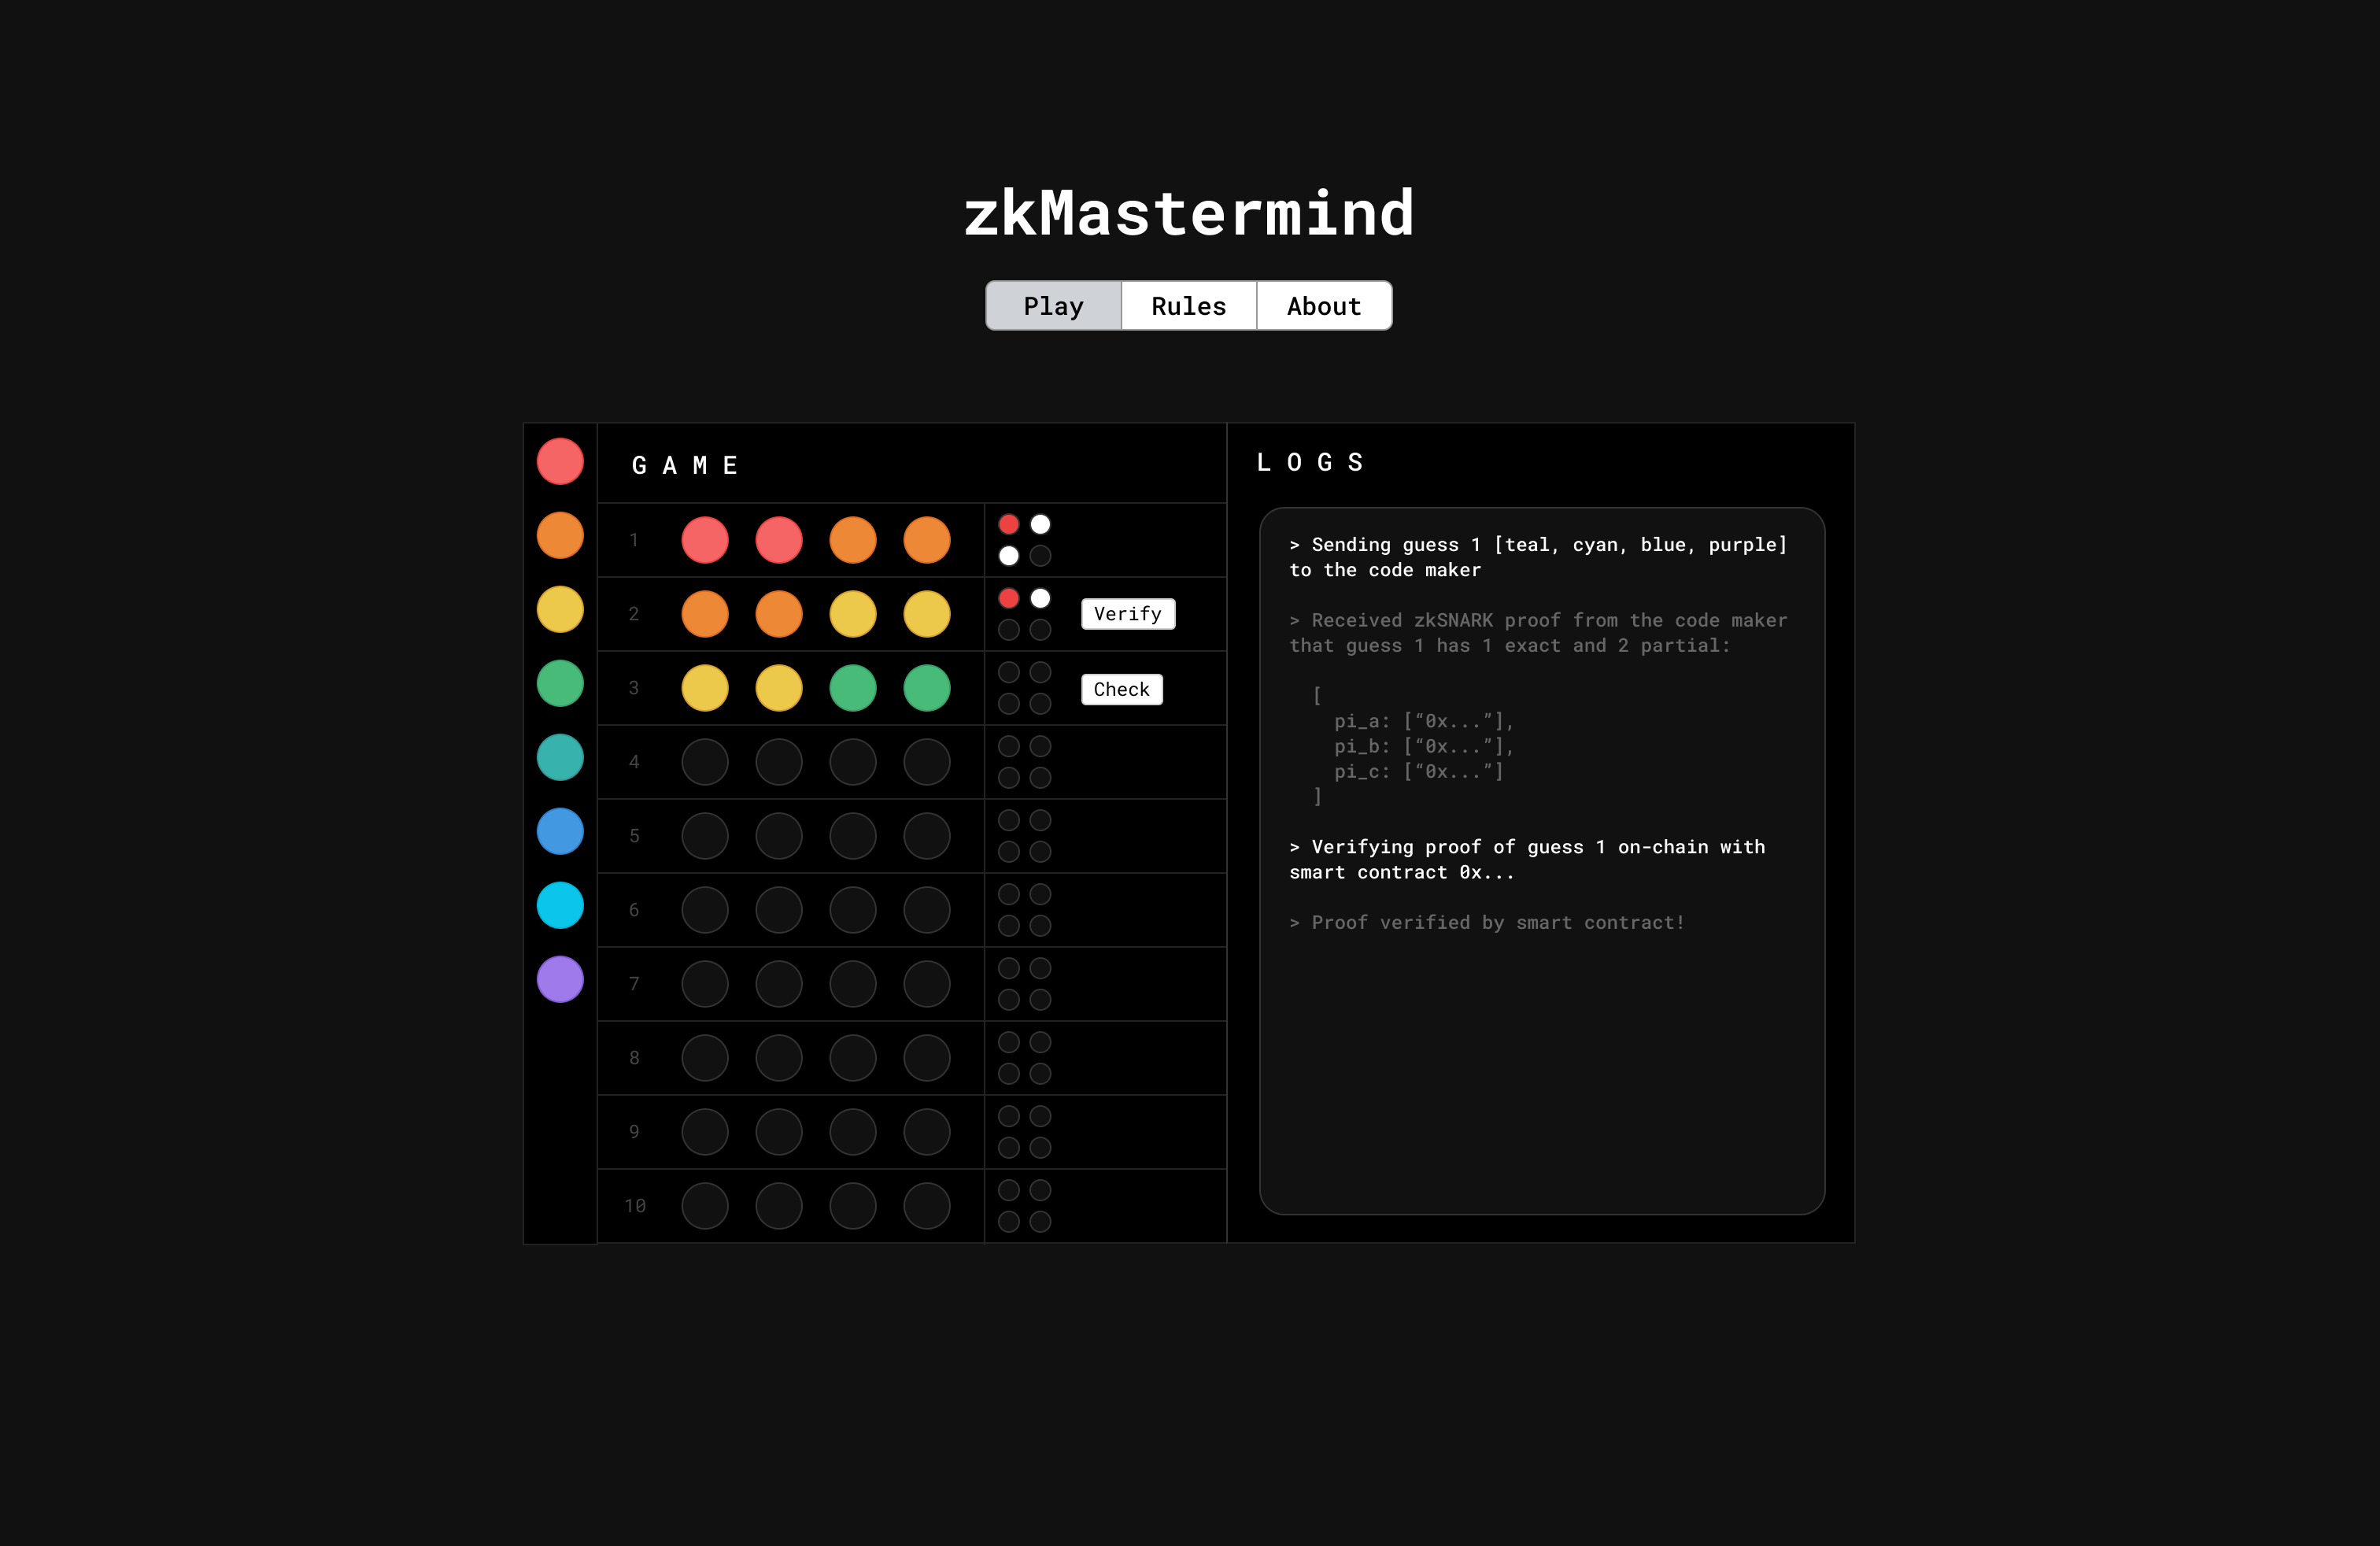 zkMastermind
Play
Rules
About
GAME
1
2
Verify
3
Check
4
5
6
7
8
9
10
LOGS
> Sending guess 1 [teal, cyan, blue, purple]
to the code maker
> Received zkSNARK proof from the code maker
that guess 1 has 1 exact and 2 partial:
[
pi_a: [“0x...”],
pi_b: [“0x...”],
pi_c: [“0x...”]
]
> Verifying proof of guess 1 on-chain with
smart contract 0x...
> Proof verified by smart contract!